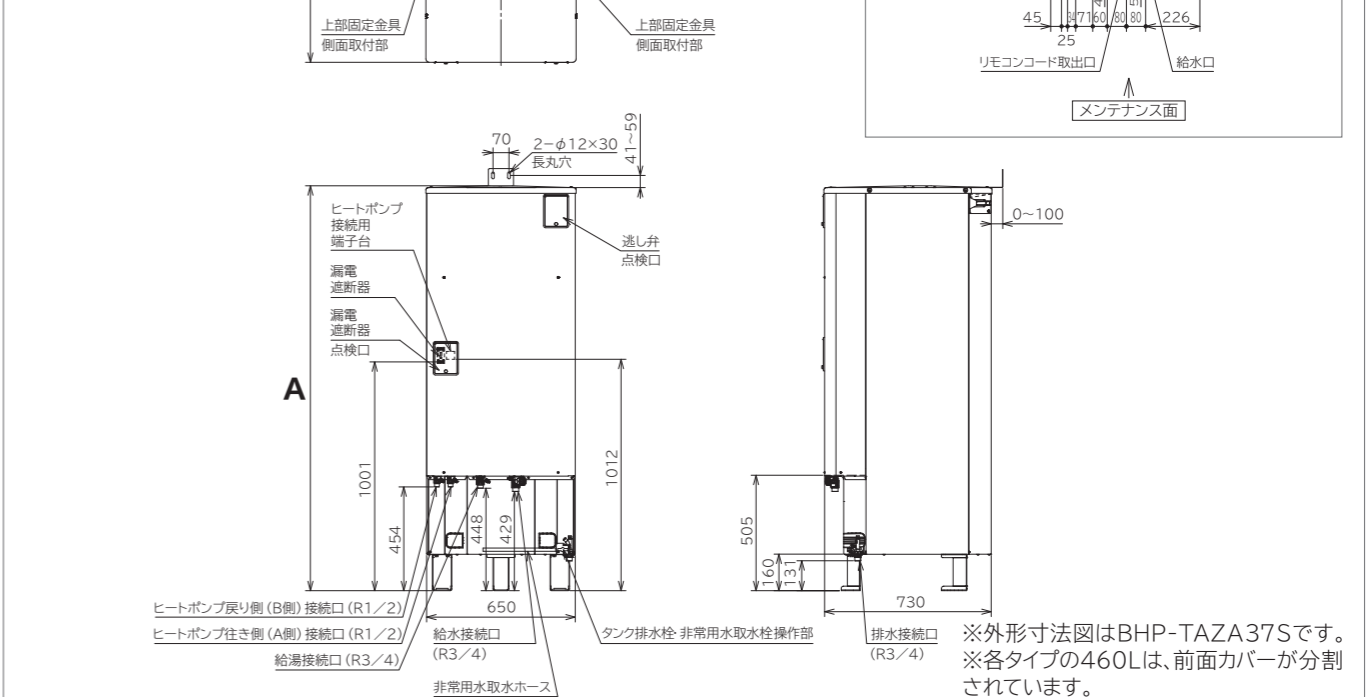 上部固定金具
側面取付部
上部固定金具
側面取付部
45
34
71
60
80
80
226
25
リモコンコード取出口
給水口
メンテナンス面
70
2-φ12×30
長丸穴
41~59
ヒートポンプ
接続用
端子台
漏電
遮断器
漏電
遮断器
点検口
逃し弁
点検口
0~100
A
1001
1012
454
448
429
505
160
131
650
730
ヒートポンプ戻り側(B側)接続口(R1/2)
ヒートポンプ往き側(A側)接続口(R1/2)
給湯接続口(R3/4)
給水接続口
(R3/4)
非常用水取水ホース
タンク排水栓・非常用水取水栓操作部
排水接続口
(R3/4)
※外形寸法図はBHP-TAZA37Sです。
※各タイプの460Lは、前面カバーが分割
されています。